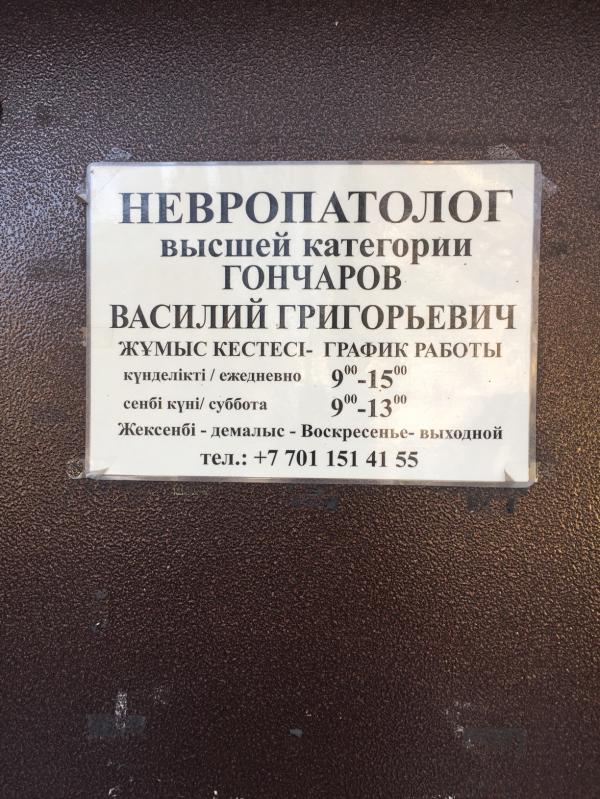 НЕВРОПАТОЛОГ
высшей категории
ГОНЧАРОВ
ВАСИЛИЙ ГРИГОРЬЕВИЧ
ЖҰМЫС КЕСТЕСІ- ГРАФИК РАБОТЫ
күнделікті / ежедневно 9⁰⁰-15⁰⁰
сенбі күні/ суббота 9⁰⁰-13⁰⁰
Жексенбі - демалыс - Воскресенье- выходной
тел.: +7 701 151 41 55